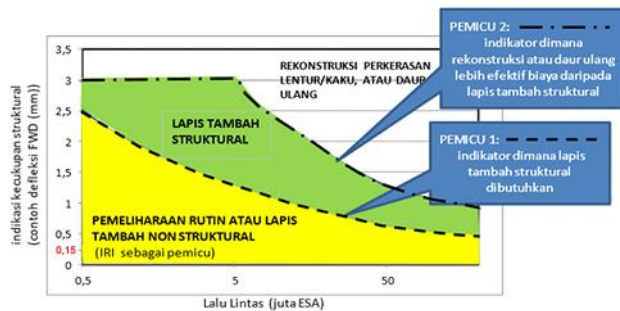 PEMICU 2:
indikator dimana
rekonstruksi atau daur ulang
lebih efektif biaya daripada
lapis tambah struktural
REKONSTRUKSI PERKERASAN
LENTUR/KAKU, ATAU DAUR
ULANG
LAPIS TAMBAH
STRUKTURAL
PEMICU 1:
indikator dimana lapis
tambah struktural
dibutuhkan
PEMELIHARAAN RUTIN ATAU LAPIS
TAMBAH NON STRUKTURAL
(IRI sebagai pemicu)
indikasi kecukupan struktural
(contoh defleksi FWD (mm))
3,5
3
2,5
2
1,5
1
0,5
0,15
0
0,5
5
50
Lalu Lintas (juta ESA)